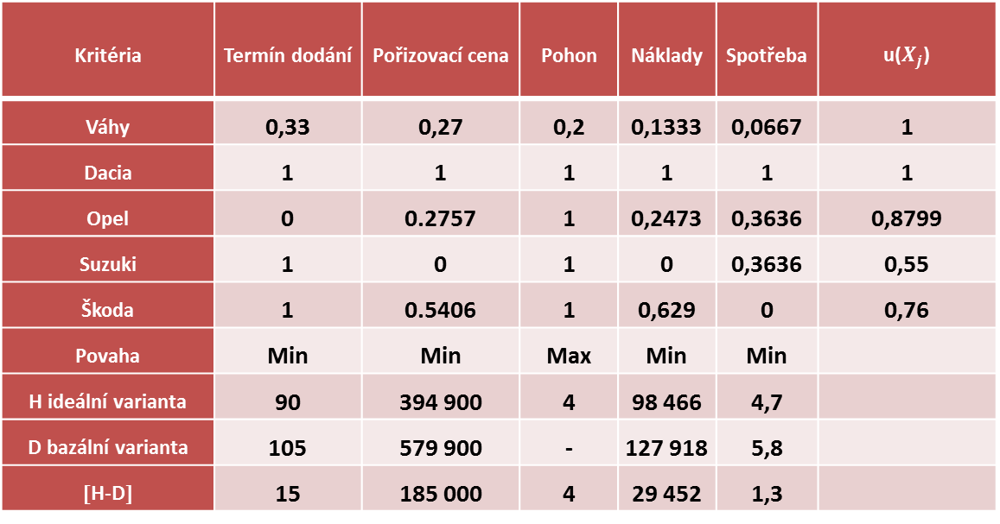 Kritéria Termín dodání Pořizovací cena Pohon Náklady Spotřeba u(Xj)
Váhy 0,33 0,27 0,2 0,1333 0,0667 1
Dacia 1 1 1 1 1 1
Opel 0 0.2757 1 0,2473 0,3636 0,8799
Suzuki 1 0 1 0 0,3636 0,55
Škoda 1 0.5406 1 0,629 0 0,76
Povaha Min Min Max Min Min
H ideální varianta 90 394 900 4 98 466 4,7
D bazální varianta 105 579 900 - 127 918 5,8
[H-D] 15 185 000 4 29 452 1,3